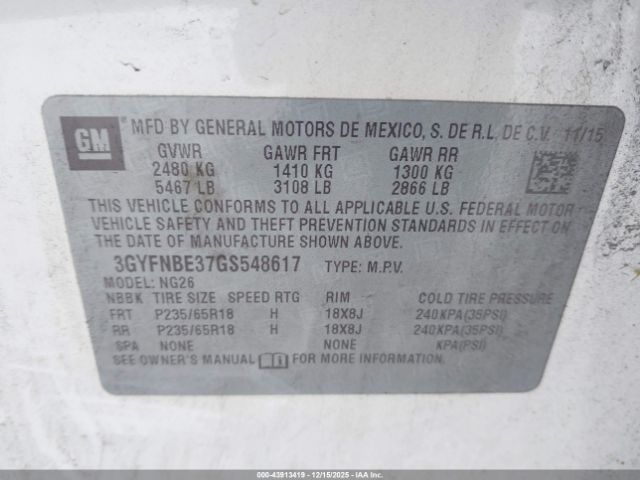 GM
MFD BY GENERAL MOTORS DE MEXICO, S. DE R.L. DE C.V. 11/15
GVWR GAWR FRT GAWR RR
2480 KG 1410 KG 1300 KG
5467 LB 3108 LB 2866 LB
THIS VEHICLE CONFORMS TO ALL APPLICABLE U.S. FEDERAL MOTOR
VEHICLE SAFETY AND THEFT PREVENTION STANDARDS IN EFFECT ON
THE DATE OF MANUFACTURE SHOWN ABOVE.
3GYFNBE37GS548617 TYPE: M.P.V.
MODEL: NG26
NBBK TIRE SIZE SPEED RTG RIM COLD TIRE PRESSURE
FRT P235/65R18 H 18X8J 240KPA(35PSI)
RR P235/65R18 H 18X8J 240KPA(35PSI)
SPA NONE NONE KPA(PSI)
SEE OWNER'S MANUAL FOR MORE INFORMATION.
000-43913419 - 12/15/2025 - IAAI.COM